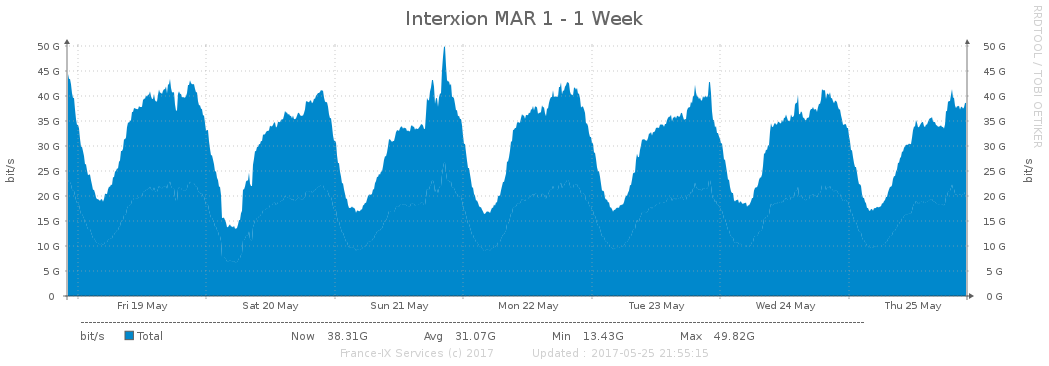 Interxion MAR 1 - 1 Week
RRDTOOL / TOBI OETIKER
bit/s
50 G
45 G
40 G
35 G
30 G
25 G
20 G
15 G
10 G
5 G
0
50 G
45 G
40 G
35 G
30 G
25 G
20 G
15 G
10 G
5 G
0 G
bit/s
Fri 19 May Sat 20 May Sun 21 May Mon 22 May Tue 23 May Wed 24 May Thu 25 May
bit/s Total Now 38.31G Avg 31.07G Min 13.43G Max 49.82G
France-IX Services (c) 2017 Updated : 2017-05-25 21:55:15